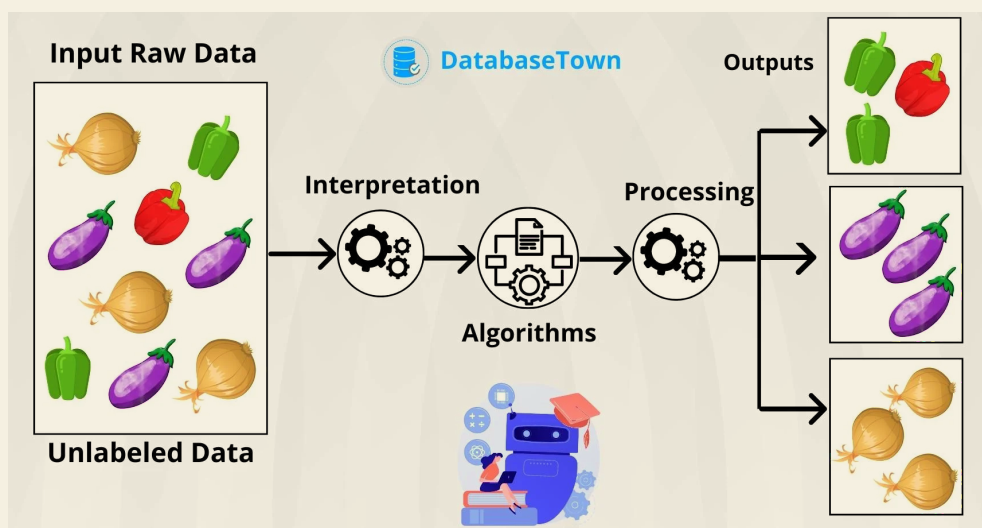 Input Raw Data
DatabaseTown
Outputs
Interpretation
Processing
Algorithms
Unlabeled Data